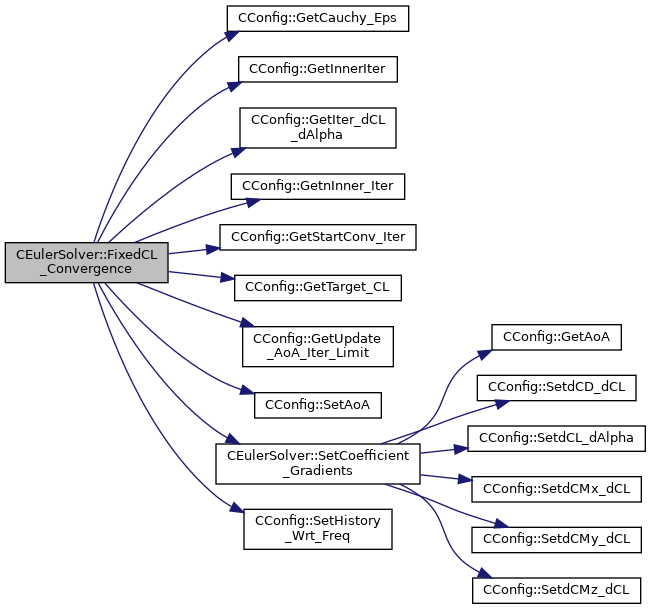 CEulerSolver::FixedCL
_Convergence
CConfig::GetCauchy_Eps
CConfig::GetInnerIter
CConfig::GetIter_dCL
_dAlpha
CConfig::GetnInner_Iter
CConfig::GetStartConv_Iter
CConfig::GetTarget_CL
CConfig::GetUpdate
_AoA_Iter_Limit
CConfig::SetAoA
CEulerSolver::SetCoefficient
_Gradients
CConfig::SetHistory
_Wrt_Freq
CConfig::GetAoA
CConfig::SetdCD_dCL
CConfig::SetdCL_dAlpha
CConfig::SetdCMx_dCL
CConfig::SetdCMy_dCL
CConfig::SetdCMz_dCL